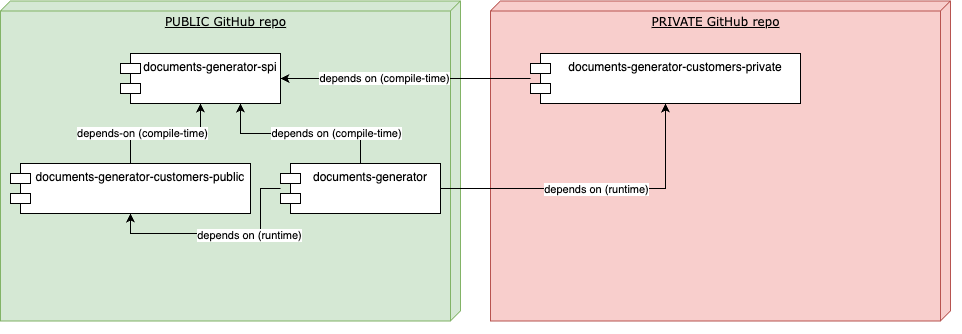 PUBLIC GitHub repo
PRIVATE GitHub repo
documents-generator-spi
depends on (compile-time)
documents-generator-customers-private
depends-on (compile-time)
depends on (compile-time)
documents-generator-customers-public
documents-generator
depends on (runtime)
depends on (runtime)